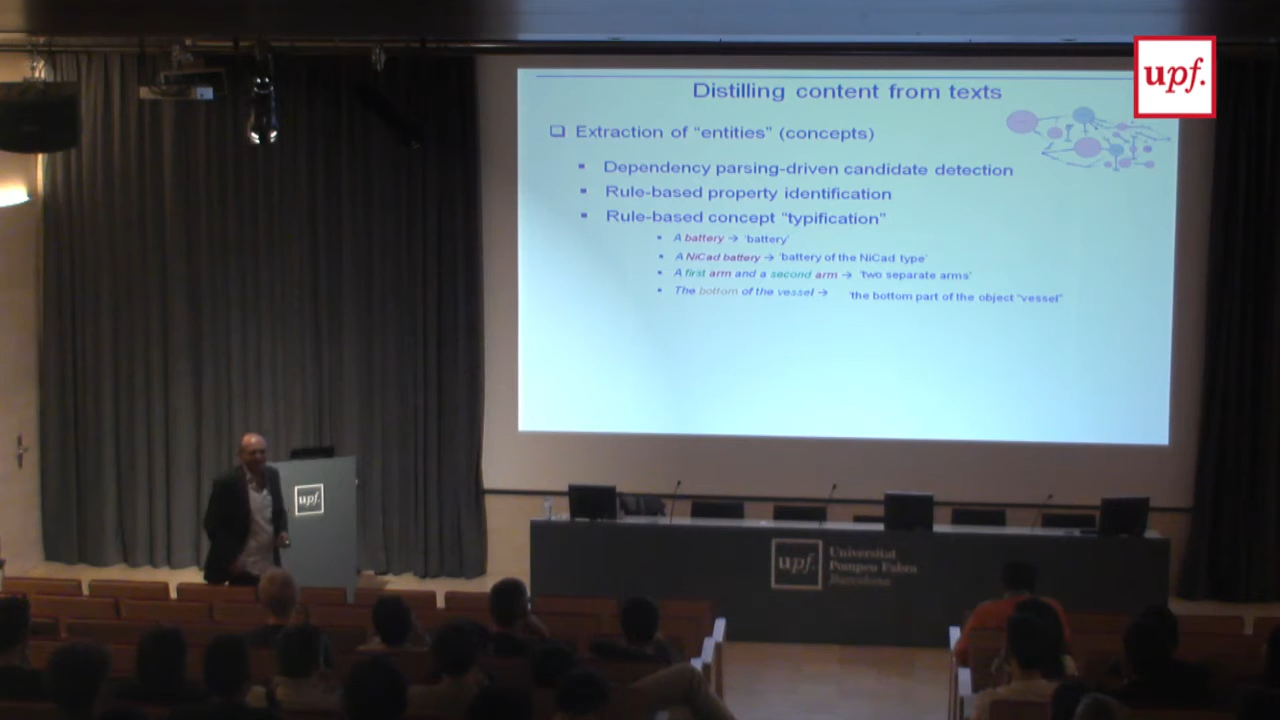 upf.
Distilling content from texts
Extraction of "entities" (concepts)
Dependency parsing-driven candidate detection
Rule-based property identification
Rule-based concept "typification"
A battery → 'battery'
A NiCad battery → 'battery of the NiCad type'
A first arm and a second arm → 'two separate arms'
The bottom of the vessel → 'the bottom part of the object "vessel"
upf.
upf.
Universitat
Pompeu Fabra
Barcelona